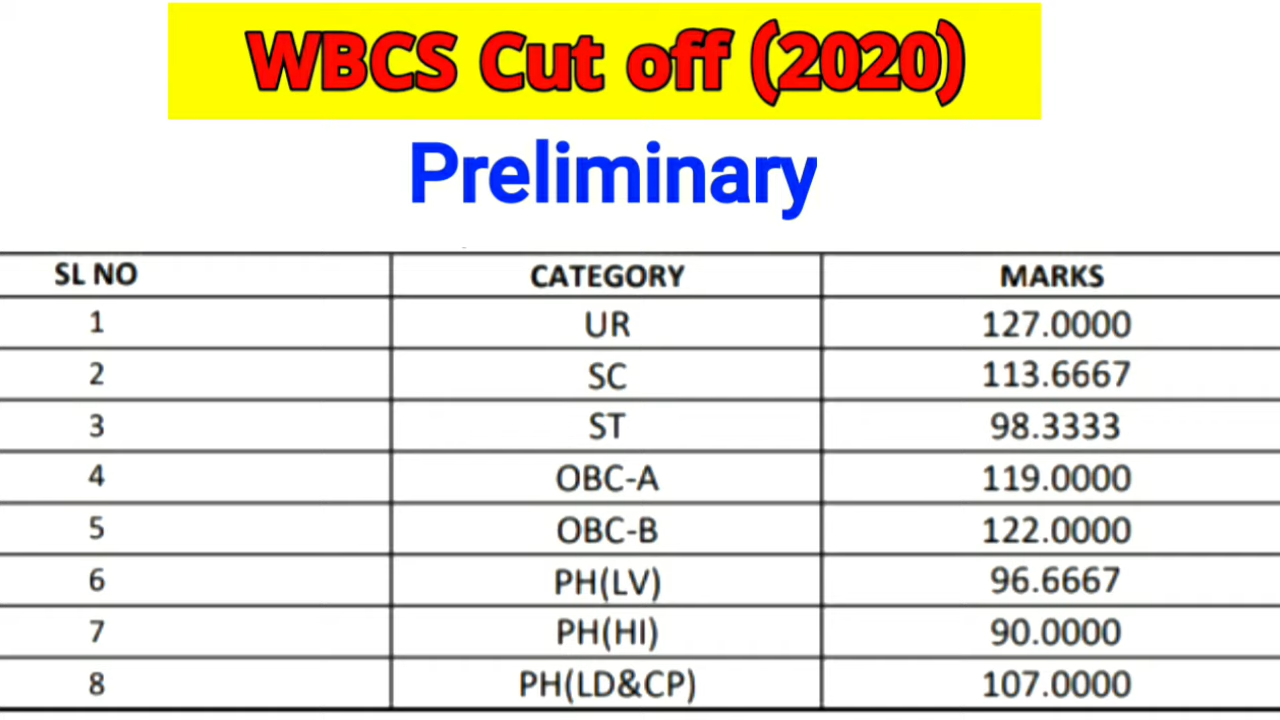 WBCS Cut off (2020)
Preliminary
SL NO CATEGORY MARKS
1 UR 127.0000
2 SC 113.6667
3 ST 98.3333
4 OBC-A 119.0000
5 OBC-B 122.0000
6 PH(LV) 96.6667
7 PH(HI) 90.0000
8 PH(LD&CP) 107.0000